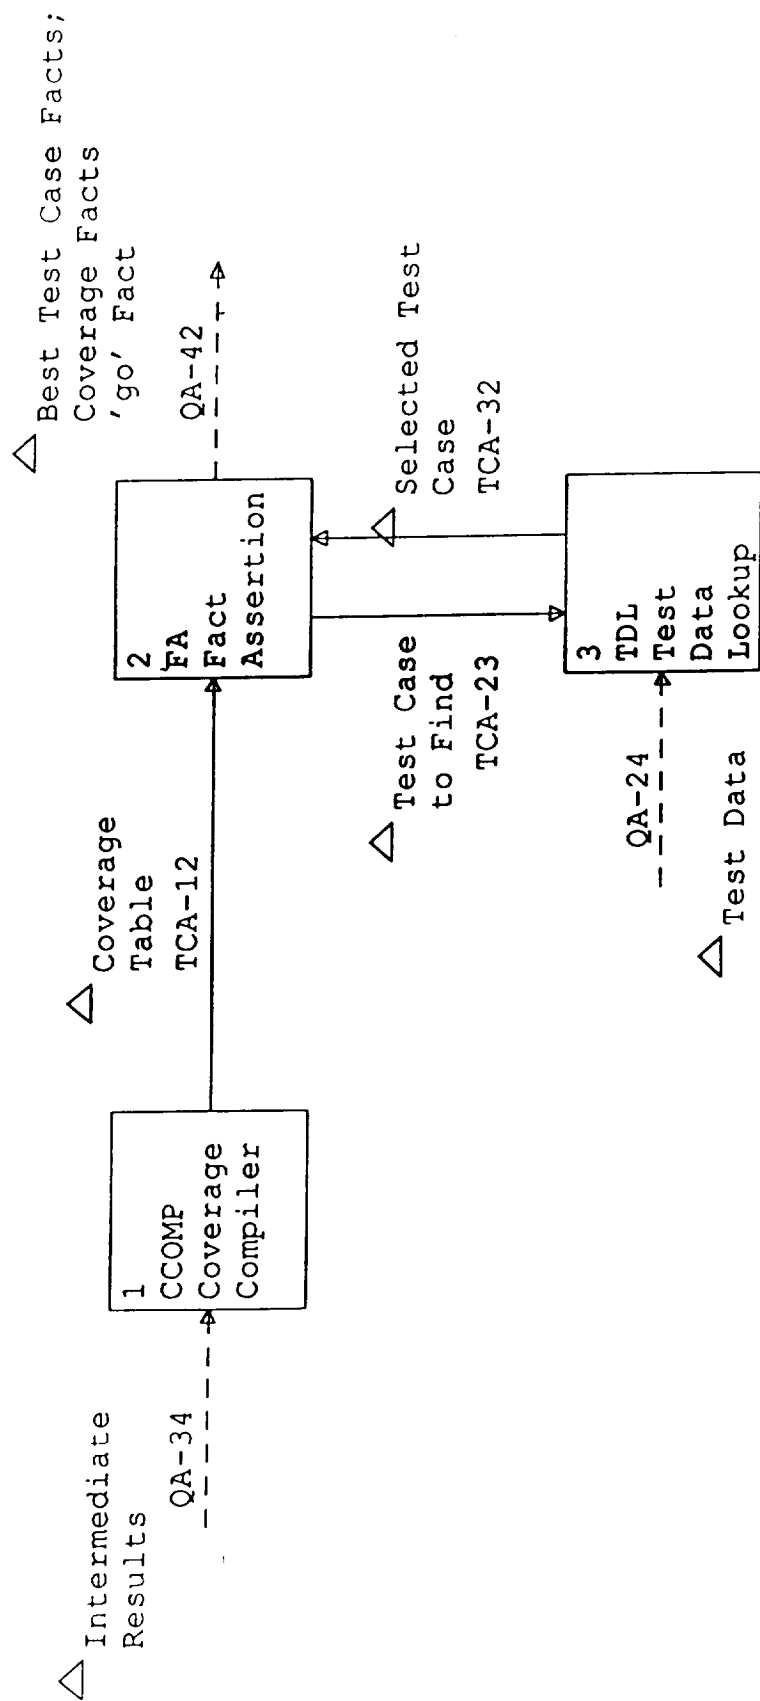 Intermediate
Results
QA-34
1
CCOMP
Coverage
Compiler
Coverage
Table
TCA-12
2
FA
Fact
Assertion
Best Test Case Facts;
Coverage Facts
'go' Fact
QA-42
Test Case
to Find
TCA-23
Selected Test
Case
TCA-32
QA-24
Test Data
3
TDL
Test
Data
Lookup